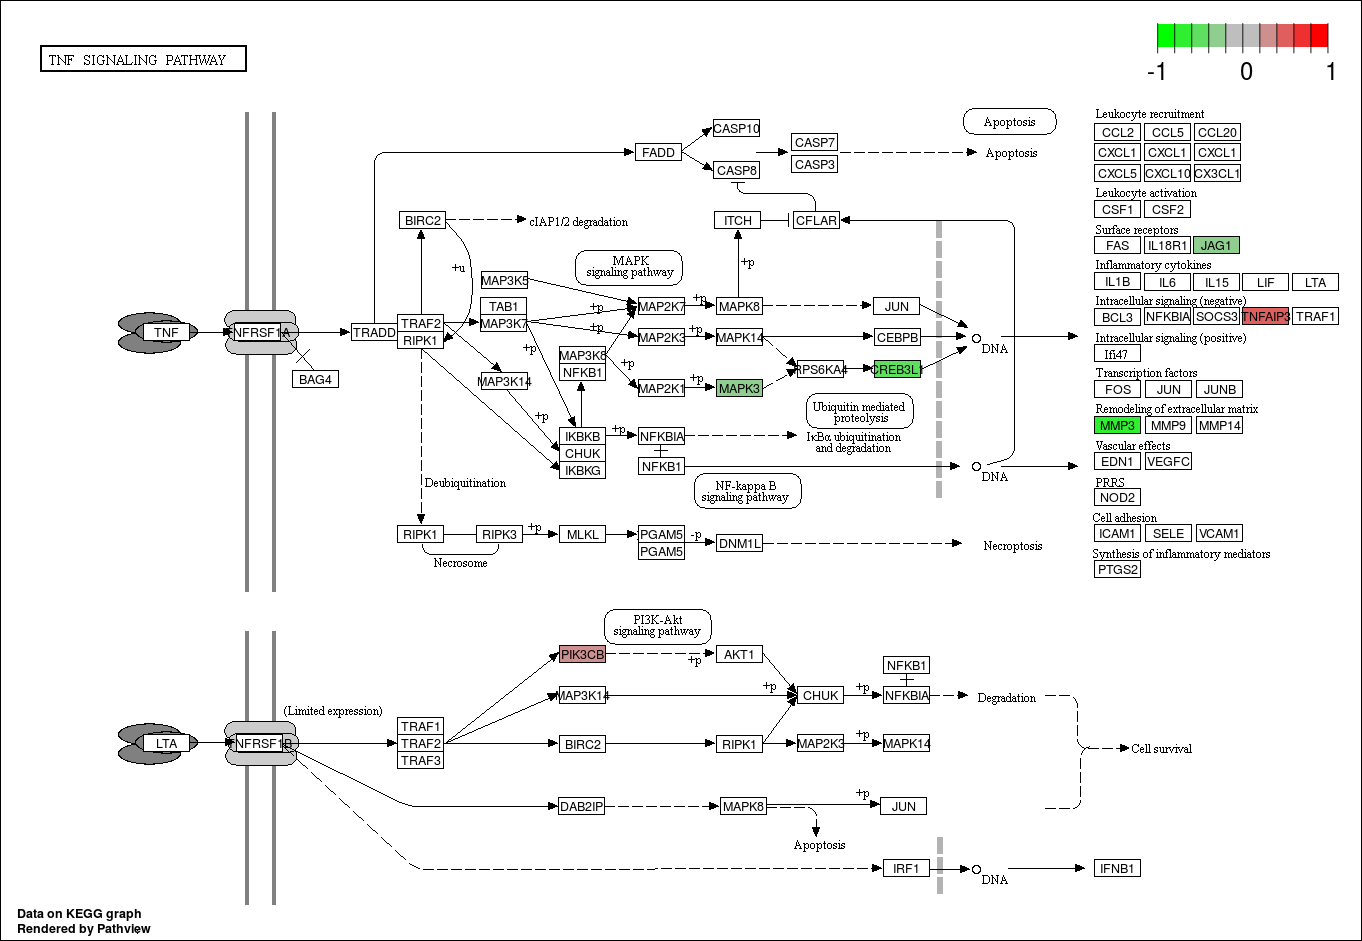 TNF SIGNALING PATHWAY
-1 0 1
CASP10
FADD
CASP8
CASP7
CASP3
Apoptosis
Apoptosis
BIRC2
cIAP1/2 degradation
ITCH
CFLAR
+u
MAPK
signaling pathway
+p
MAP3K5
TAB1
MAP3K7
+p
+p
+p
MAP2K7
+p
MAPK8
JUN
TNF
NFRSF1A
TRADD
TRAF2
RIPK1
BAG4
MAP2K3
MAPK14
CEBPB
DNA
MAP3K8
NFKB1
+p
RPS6KA4
CREB3L1
MAP3K14
MAP2K1
+p
MAPK3
+p
Ubiquitin mediated
proteolysis
IKBKB
CHUK
IKBKG
+p
NFKBIA
IκBα ubiquitination
and degradation
NFKB1
DNA
Deubiquitination
NF-kappa B
signaling pathway
RIPK1
RIPK3
+p
MLKL
PGAM5
PGAM5
-p
DNM1L
Necroptosis
Necrosome
Leukocyte recruitment
CCL2 CCL5 CCL20
CXCL1 CXCL1 CXCL1
CXCL5 CXCL10 CX3CL1
Leukocyte activation
CSF1 CSF2
Surface receptors
FAS IL18R1 JAG1
Inflammatory cytokines
IL1B IL6 IL15 LIF LTA
Intracellular signaling (negative)
BCL3 NFKBIA SOCS3 TNFAIP3 TRAF1
Intracellular signaling (positive)
Ifi47
Transcription factors
FOS JUN JUNB
Remodeling of extracellular matrix
MMP3 MMP9 MMP14
Vascular effects
EDN1 VEGFC
PRRS
NOD2
Cell adhesion
ICAM1 SELE VCAM1
Synthesis of inflammatory mediators
PTGS2
PI3K-Akt
signaling pathway
PIK3CB
+p
AKT1
NFKB1
MAP3K14
+p
CHUK
+p
NFKBIA
Degradation
(Limited expression)
LTA
NFRSF1B
TRAF1
TRAF2
TRAF3
BIRC2
RIPK1
MAP2K3
+p
MAPK14
Cell survival
DAB2IP
MAPK8
+p
JUN
Apoptosis
IRF1
DNA
IFNB1
Data on KEGG graph
Rendered by Pathview